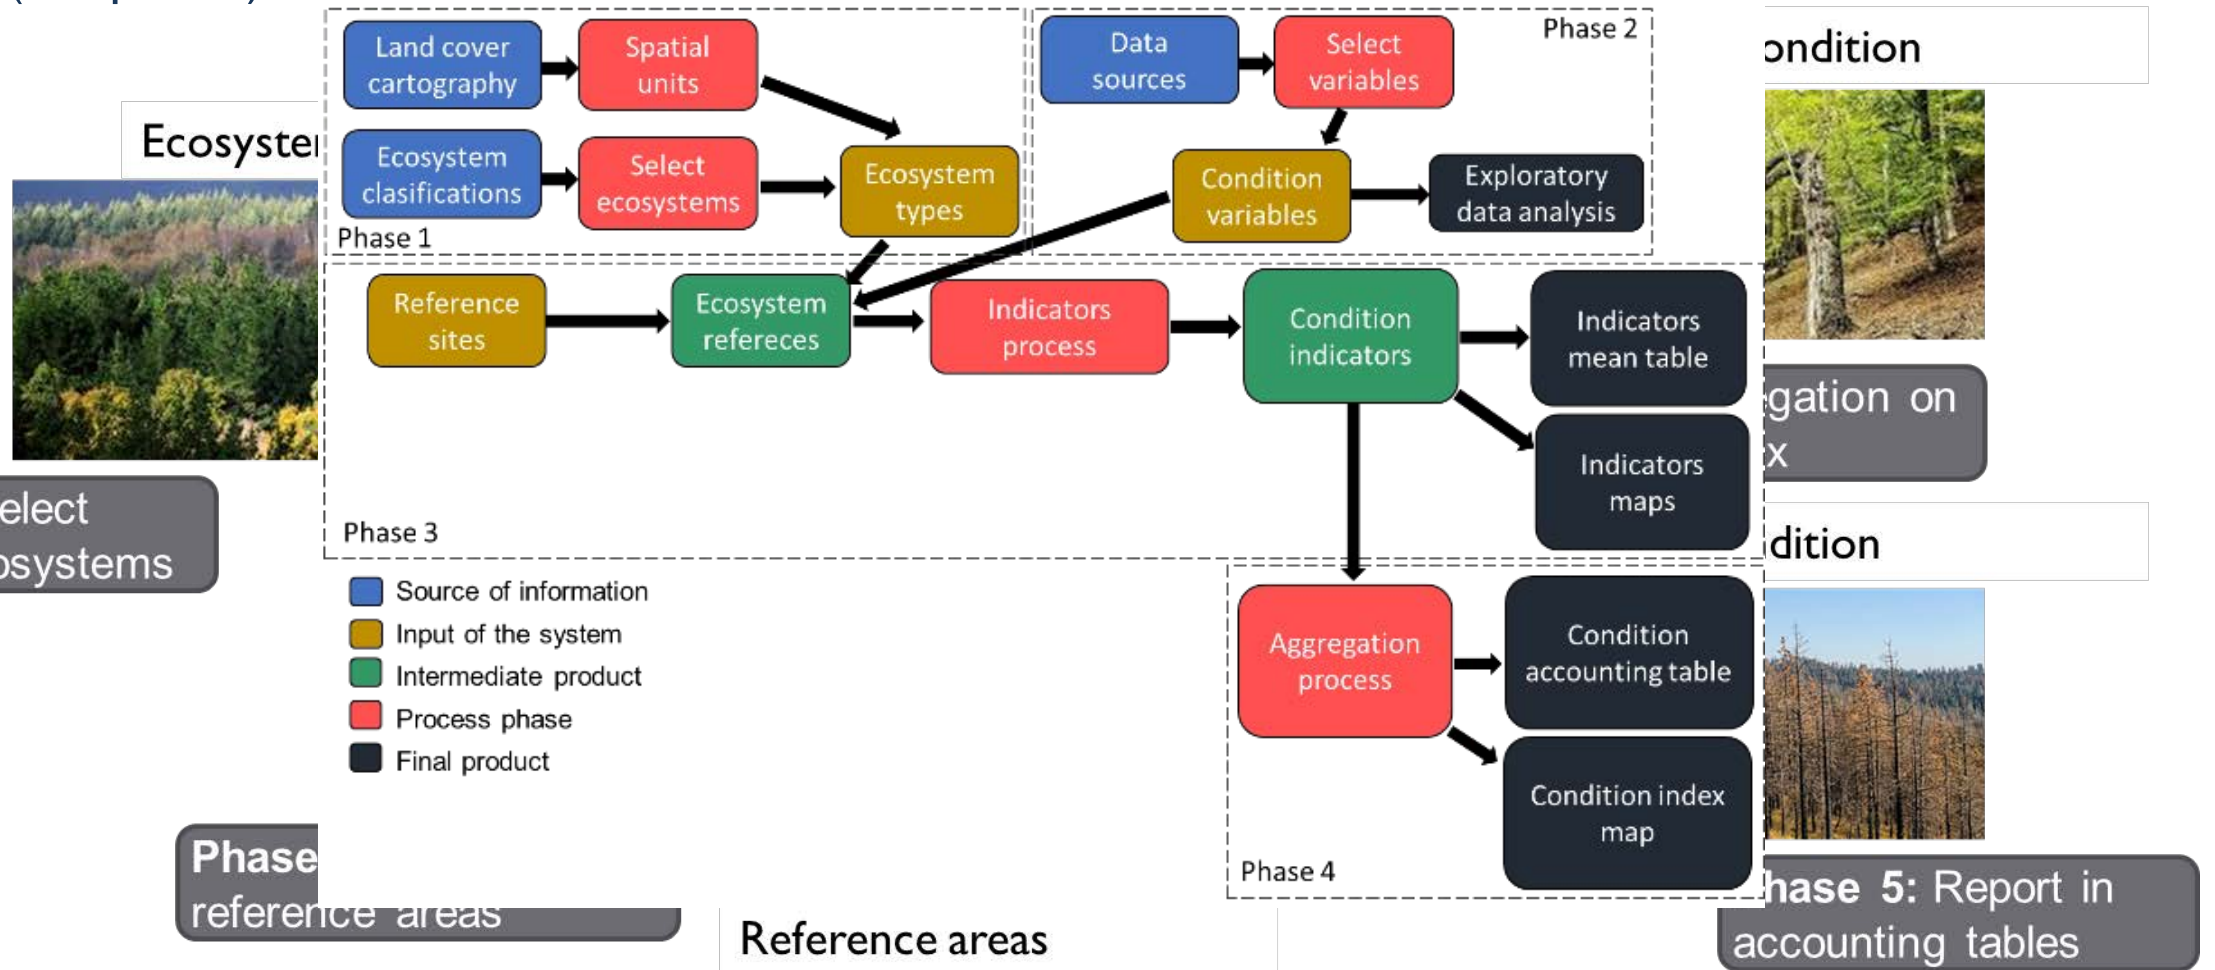 Land cover
cartography
Spatial
units
Data
sources
Select
variables
Phase 2
ondition
Ecosystem
clasifications
Select
ecosystems
Ecosystem
types
Condition
variables
Exploratory
data analysis
Phase 1
Ecosyster
Reference
sites
Ecosystem
refereces
Indicators
process
Condition
indicators
Indicators
mean table
Indicators
maps
Phase 3
gation on
x
elect
osystems
dition
Source of information
Input of the system
Intermediate product
Process phase
Final product
Aggregation
process
Condition
accounting table
Condition index
map
Phase 4
Phase
reference areas
Reference areas
hase 5: Report in
accounting tables